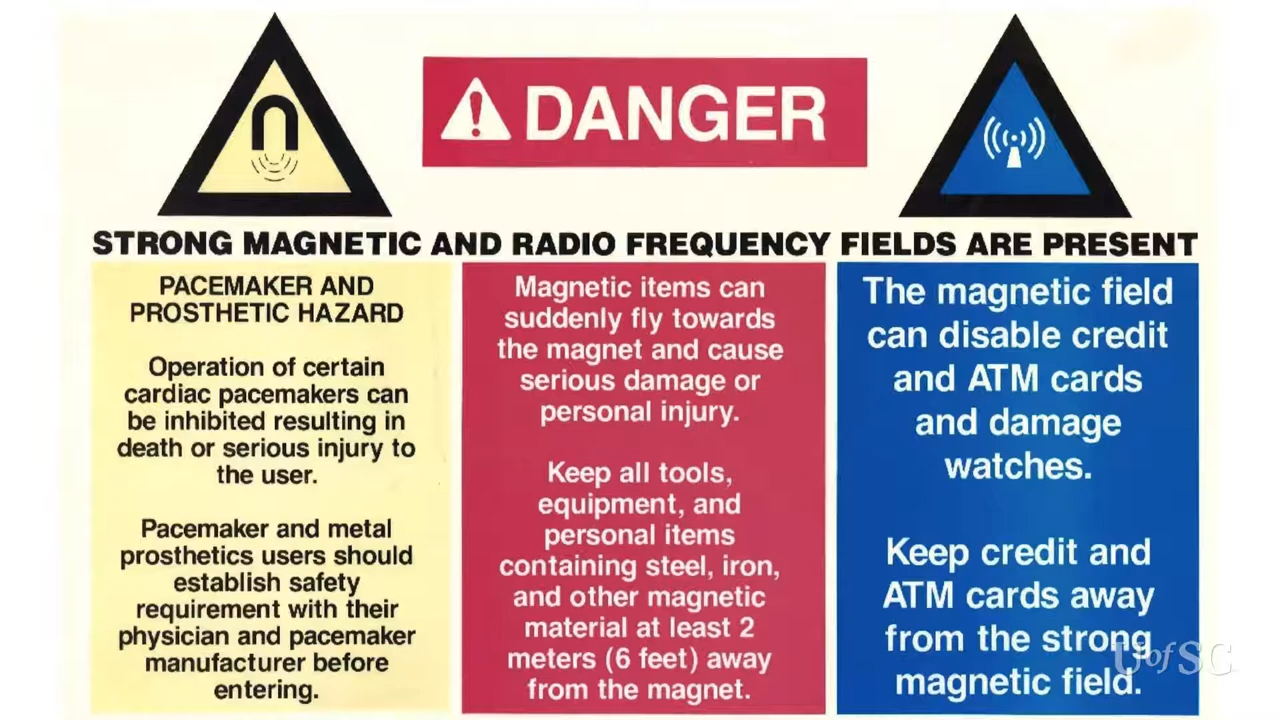 DANGER
STRONG MAGNETIC AND RADIO FREQUENCY FIELDS ARE PRESENT
PACEMAKER AND
PROSTHETIC HAZARD
Operation of certain
cardiac pacemakers can
be inhibited resulting in
death or serious injury to
the user.
Pacemaker and metal
prosthetics users should
establish safety
requirement with their
physician and pacemaker
manufacturer before
entering.
Magnetic items can
suddenly fly towards
the magnet and cause
serious damage or
personal injury.
Keep all tools,
equipment, and
personal items
containing steel, iron,
and other magnetic
material at least 2
meters (6 feet) away
from the magnet.
The magnetic field
can disable credit
and ATM cards
and damage
watches.
Keep credit and
ATM cards away
from the strong
magnetic field.
UofSC